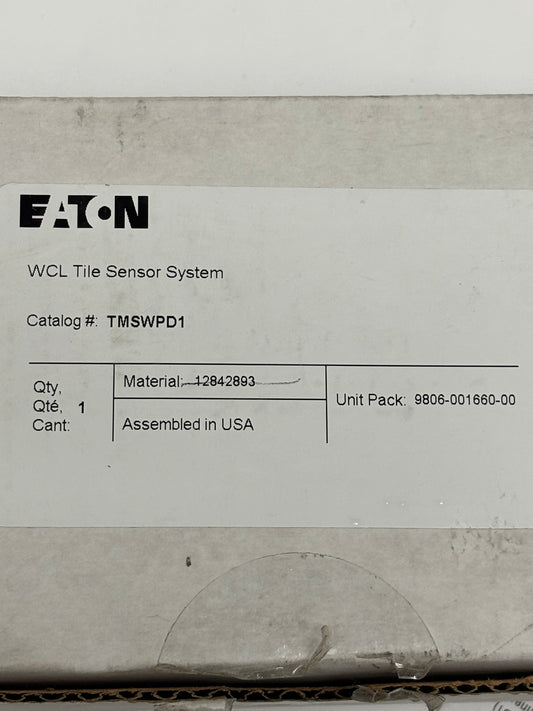 EATON
WCL Tile Sensor System
Catalog #: TMSWPD1
Qty,
Qté, 1
Cant:
Material: 12842893
Assembled in USA
Unit Pack: 9806-001660-00